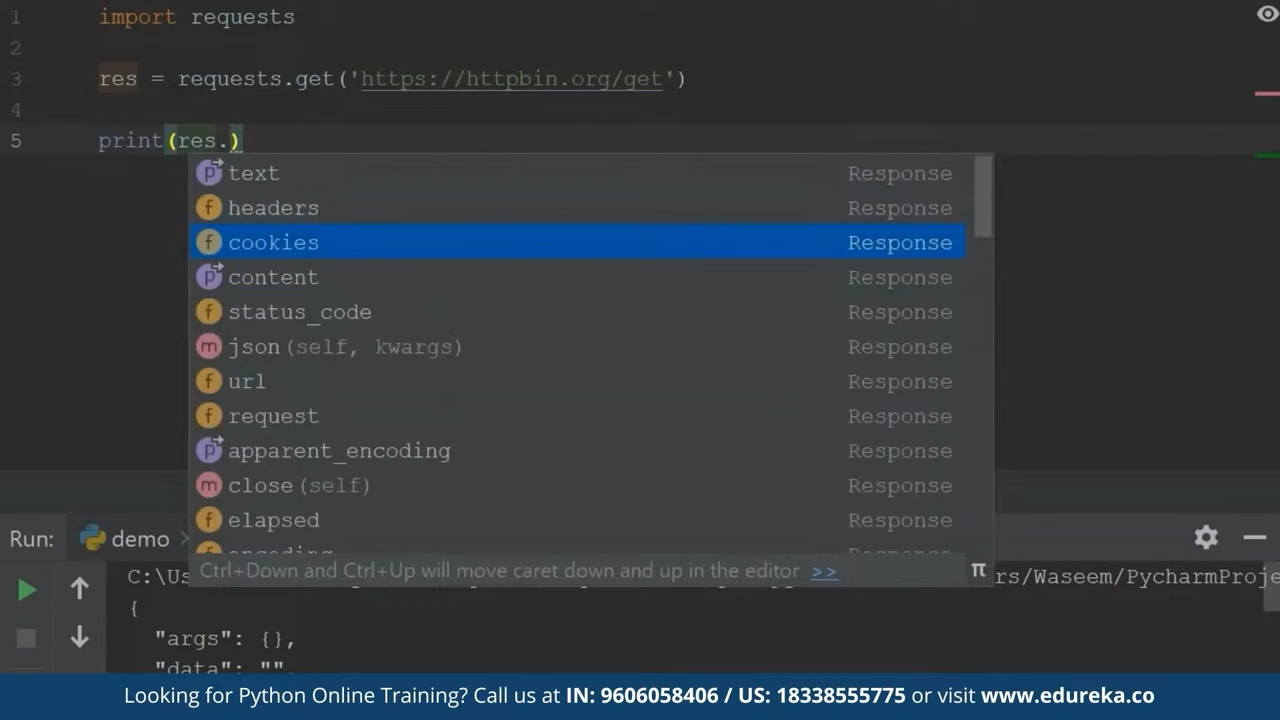 1 import requests
2
3 res = requests.get('https://httpbin.org/get')
4
5 print(res.)
p text Response
f headers Response
f cookies Response
p content Response
f status_code Response
m json(self, kwargs) Response
f url Response
f request Response
p apparent_encoding Response
m close(self) Response
f elapsed Response
Ctrl+Down and Ctrl+Up will move caret down and up in the editor >> π
Run: demo
C:\Us rs/Waseem/PycharmProje
{
"args": {},
"data": "",
Looking for Python Online Training? Call us at IN: 9606058406 / US: 18338555775 or visit www.edureka.co